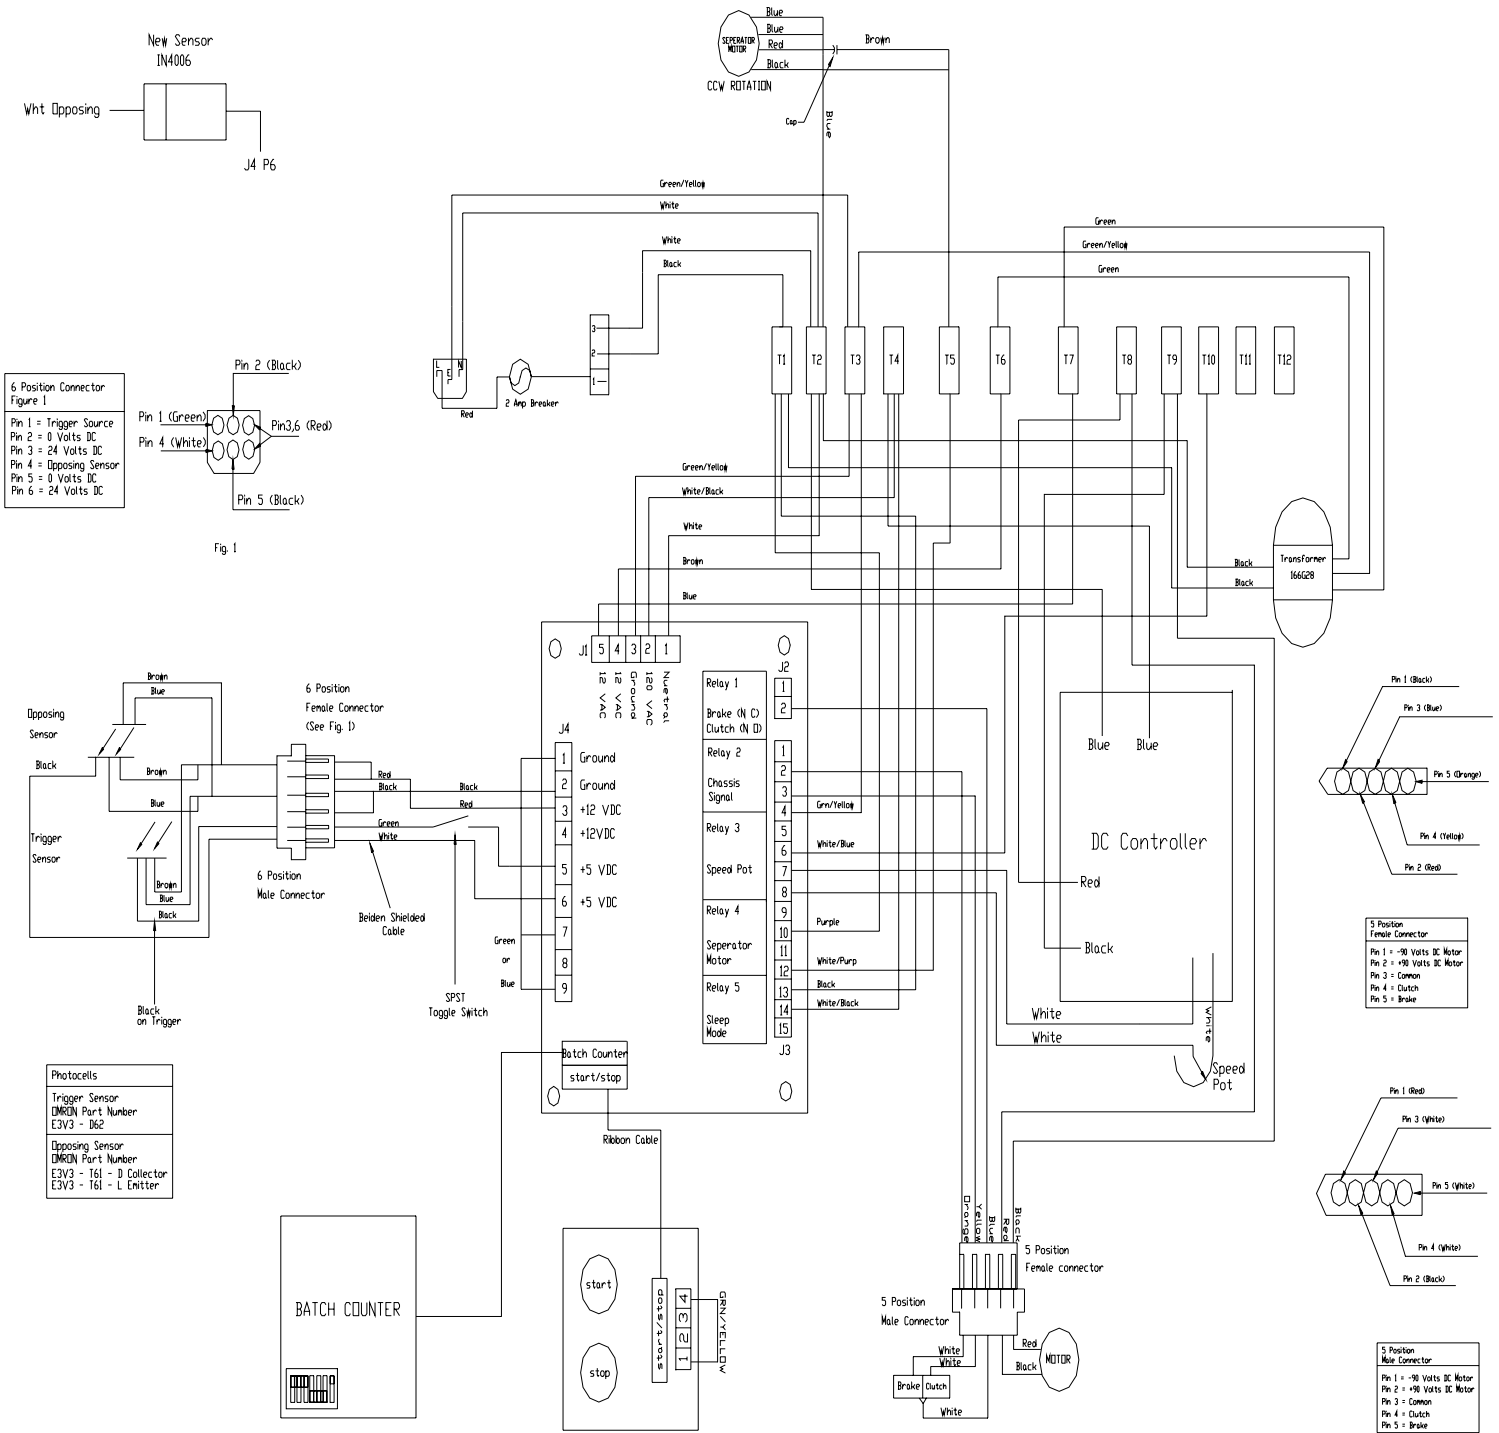 Blue
Blue
Red
Brown
Black
SEPERATOR
MOTOR
CCW ROTATION
Cap
Blue
New Sensor
IN4006
Wht Opposing
J4 P6
Green/Yellow
White
White
Black
Green
Green/Yellow
Green
3
2
1
L
E
N
2 Amp Breaker
Red
T1
T2
T3
T4
T5
T6
T7
T8
T9
T10
T11
T12
6 Position Connector
Figure 1
Pin 1 = Trigger Source
Pin 2 = 0 Volts DC
Pin 3 = 24 Volts DC
Pin 4 = Opposing Sensor
Pin 5 = 0 Volts DC
Pin 6 = 24 Volts DC
Pin 2 (Black)
Pin 1 (Green)
Pin3,6 (Red)
Pin 4 (White)
Pin 5 (Black)
Fig. 1
Green/Yellow
White/Black
White
Brown
Blue
Black
Black
Transformer
166G28
J1
5
4
3
2
1
12 VAC
12 VAC
Ground
120 VAC
Nuetral
J2
1
2
Relay 1
Brake (N C)
Clutch (N O)
Relay 2
Chassis
Signal
Relay 3
Speed Pot
Relay 4
Seperator
Motor
Relay 5
Sleep
Mode
1
2
3
4
5
6
7
8
9
10
11
12
13
14
15
J3
Grn/Yellow
White/Blue
Purple
White/Purp
Black
White/Black
J4
1 Ground
2 Ground
3 +12 VDC
4 +12VDC
5 +5 VDC
6 +5 VDC
7
8
9
Green
or
Blue
Batch Counter
start/stop
Ribbon Cable
Brown
Blue
Opposing
Sensor
Black
Brown
Blue
Trigger
Sensor
Brown
Blue
Black
Black
on Trigger
6 Position
Female Connector
(See Fig. 1)
6 Position
Male Connector
Red
Black
Black
Red
Green
White
Beiden Shielded
Cable
SPST
Toggle Switch
Photocells
Trigger Sensor
OMRON Part Number
E3V3 - D62
Opposing Sensor
OMRON Part Number
E3V3 - T61 - D Collector
E3V3 - T61 - L Emitter
BATCH COUNTER
start
stop
start/stop
4
3
2
1
GRN/YELLOW
Blue
Blue
DC Controller
Red
Black
White
White
White
Speed
Pot
Orange
Yellow
Blue
Red
Black
5 Position
Female connector
5 Position
Male Connector
White
White
Brake
Clutch
White
Red
Black
MOTOR
Pin 1 (Black)
Pin 3 (Blue)
Pin 5 (Orange)
Pin 4 (Yellow)
Pin 2 (Red)
5 Position
Female Connector
Pin 1 = -90 Volts DC Motor
Pin 2 = +90 Volts DC Motor
Pin 3 = Common
Pin 4 = Clutch
Pin 5 = Brake
Pin 1 (Red)
Pin 3 (White)
Pin 5 (White)
Pin 4 (White)
Pin 2 (Black)
5 Position
Male Connector
Pin 1 = -90 Volts DC Motor
Pin 2 = +90 Volts DC Motor
Pin 3 = Common
Pin 4 = Clutch
Pin 5 = Brake